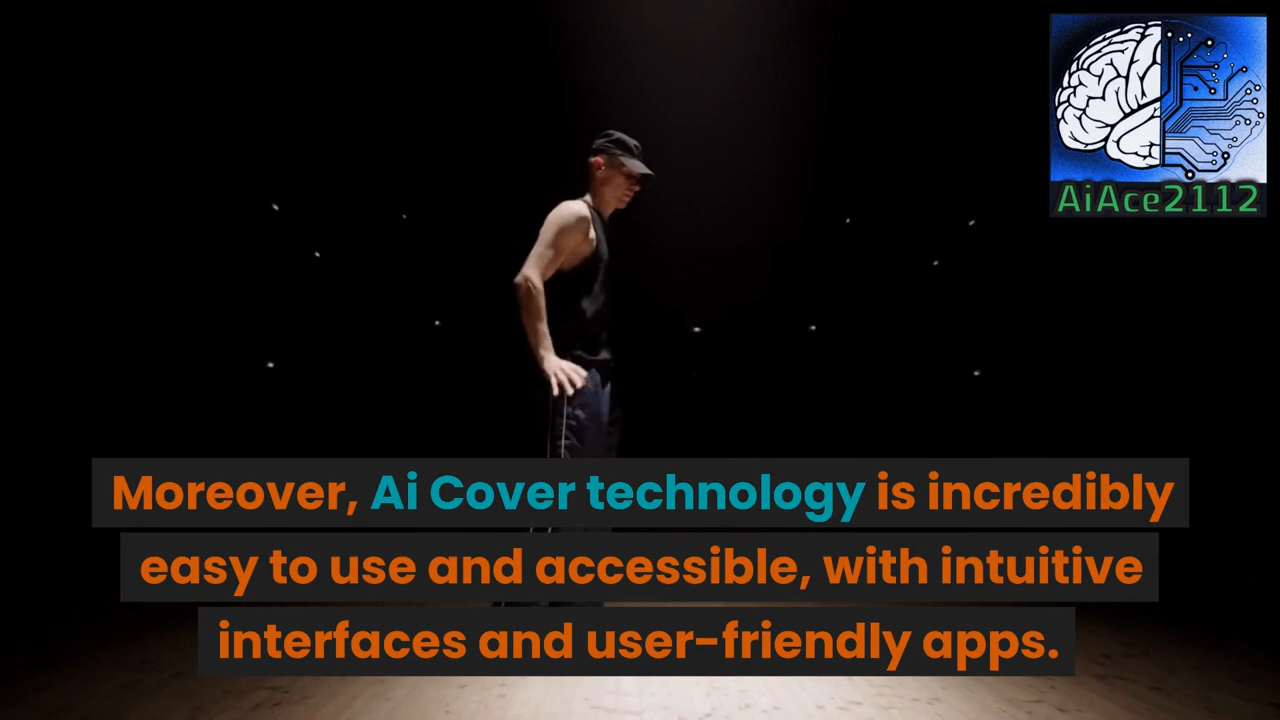 AiAce2112
Moreover, Ai Cover technology is incredibly
easy to use and accessible, with intuitive
interfaces and user-friendly apps.